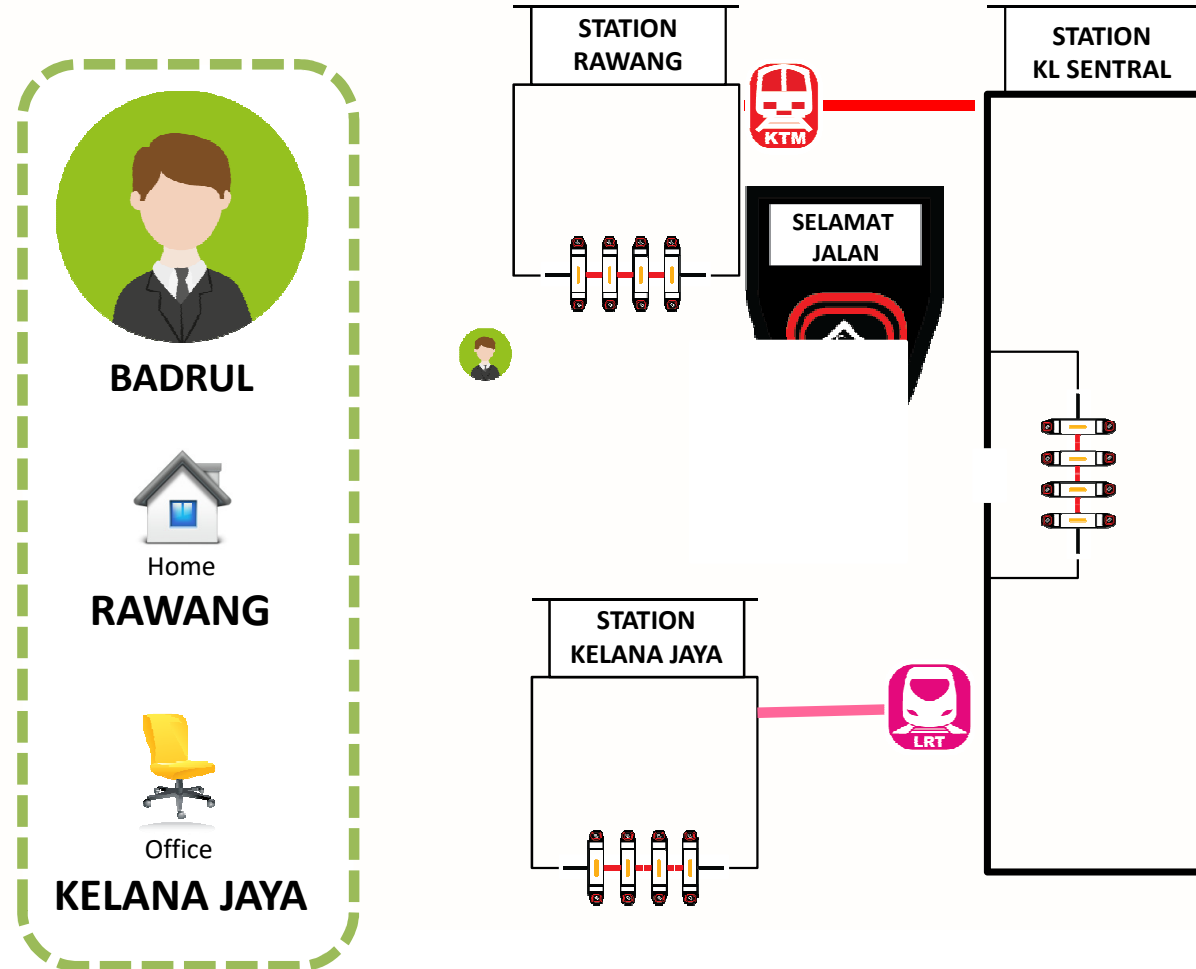 BADRUL
Home
RAWANG
Office
KELANA JAYA
STATION
RAWANG
KTM
SELAMAT
JALAN
STATION
KL SENTRAL
STATION
KELANA JAYA
LRT